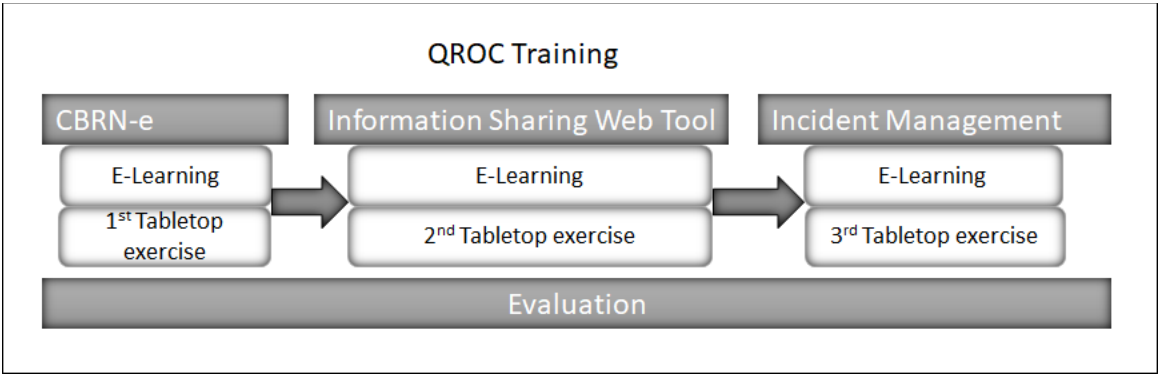 QROC Training
CBRN-e
Information Sharing Web Tool
Incident Management
E-Learning
E-Learning
E-Learning
1st Tabletop
exercise
2nd Tabletop exercise
3rd Tabletop exercise
Evaluation